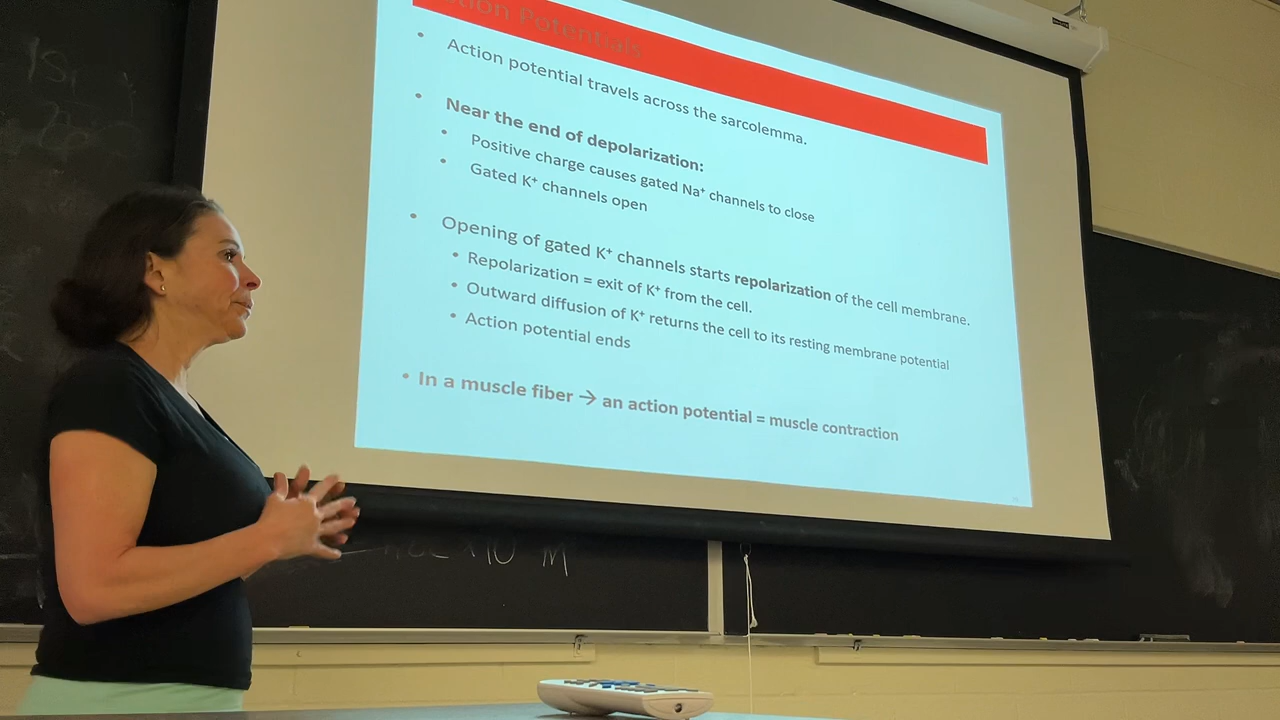 tion Potentials
• Action potential travels across the sarcolemma.
• Near the end of depolarization:
• Positive charge causes gated Na⁺ channels to close
• Gated K⁺ channels open
• Opening of gated K⁺ channels starts repolarization of the cell membrane.
• Repolarization = exit of K⁺ from the cell.
• Outward diffusion of K⁺ returns the cell to its resting membrane potential
• Action potential ends
• In a muscle fiber → an action potential = muscle contraction
M